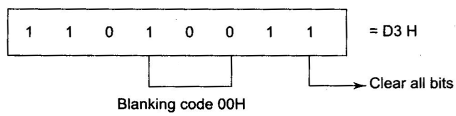 1 1 0 1 0 0 1 1 = D3 H
Clear all bits
Blanking code 00H